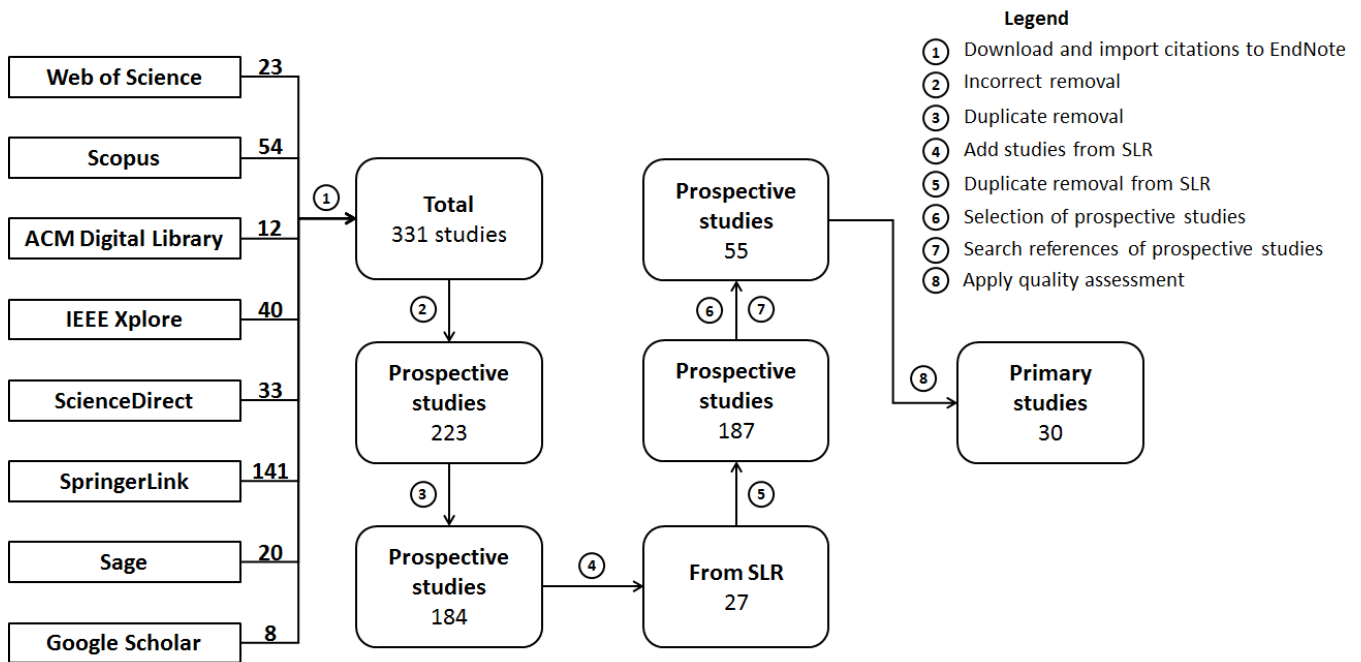 Web of Science
23
Scopus
54
ACM Digital Library
12
IEEE Xplore
40
ScienceDirect
33
SpringerLink
141
Sage
20
Google Scholar
8
1
Total
331 studies
2
Prospective
studies
223
3
Prospective
studies
184
4
From SLR
27
5
Prospective
studies
187
6
7
Prospective
studies
55
8
Primary
studies
30
Legend
1 Download and import citations to EndNote
2 Incorrect removal
3 Duplicate removal
4 Add studies from SLR
5 Duplicate removal from SLR
6 Selection of prospective studies
7 Search references of prospective studies
8 Apply quality assessment